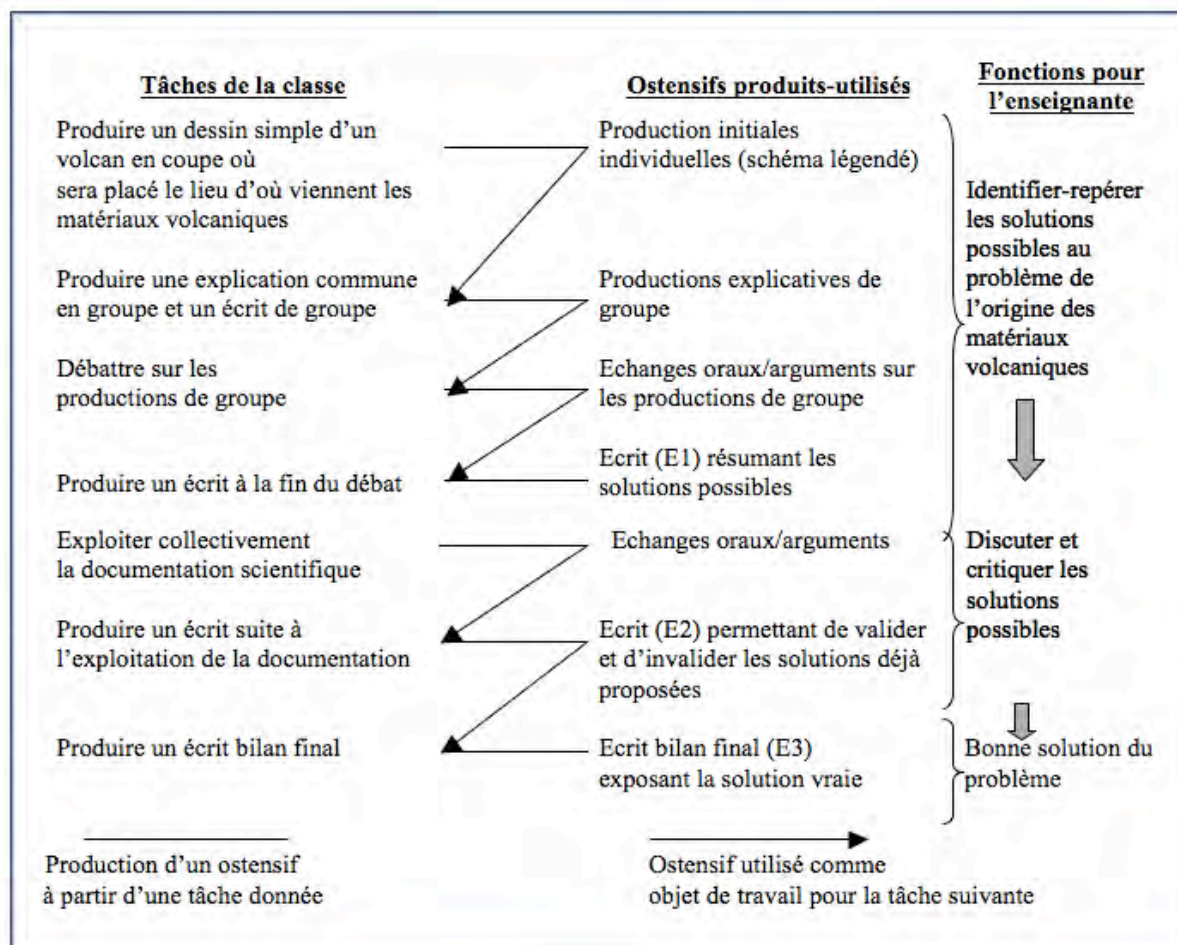 Tâches de la classe
Produire un dessin simple d'un
volcan en coupe où
sera placé le lieu d'où viennent les
matériaux volcaniques
Produire une explication commune
en groupe et un écrit de groupe
Débattre sur les
productions de groupe
Produire un écrit à la fin du débat
Exploiter collectivement
la documentation scientifique
Produire un écrit suite à
l'exploitation de la documentation
Produire un écrit bilan final
Ostensifs produits-utilisés
Production initiales
individuelles (schéma légendé)
Productions explicatives de
groupe
Echanges oraux/arguments sur
les productions de groupe
Ecrit (E1) résumant les
solutions possibles
Echanges oraux/arguments
Ecrit (E2) permettant de valider
et d'invalider les solutions déjà
proposées
Ecrit bilan final (E3)
exposant la solution vraie
Fonctions pour
l'enseignante
Identifier-repérer
les solutions
possibles au
problème de
l'origine des
matériaux
volcaniques
Discuter et
critiquer les
solutions
possibles
Bonne solution du
problème
Production d'un ostensif
à partir d'une tâche donnée
Ostensif utilisé comme
objet de travail pour la tâche suivante